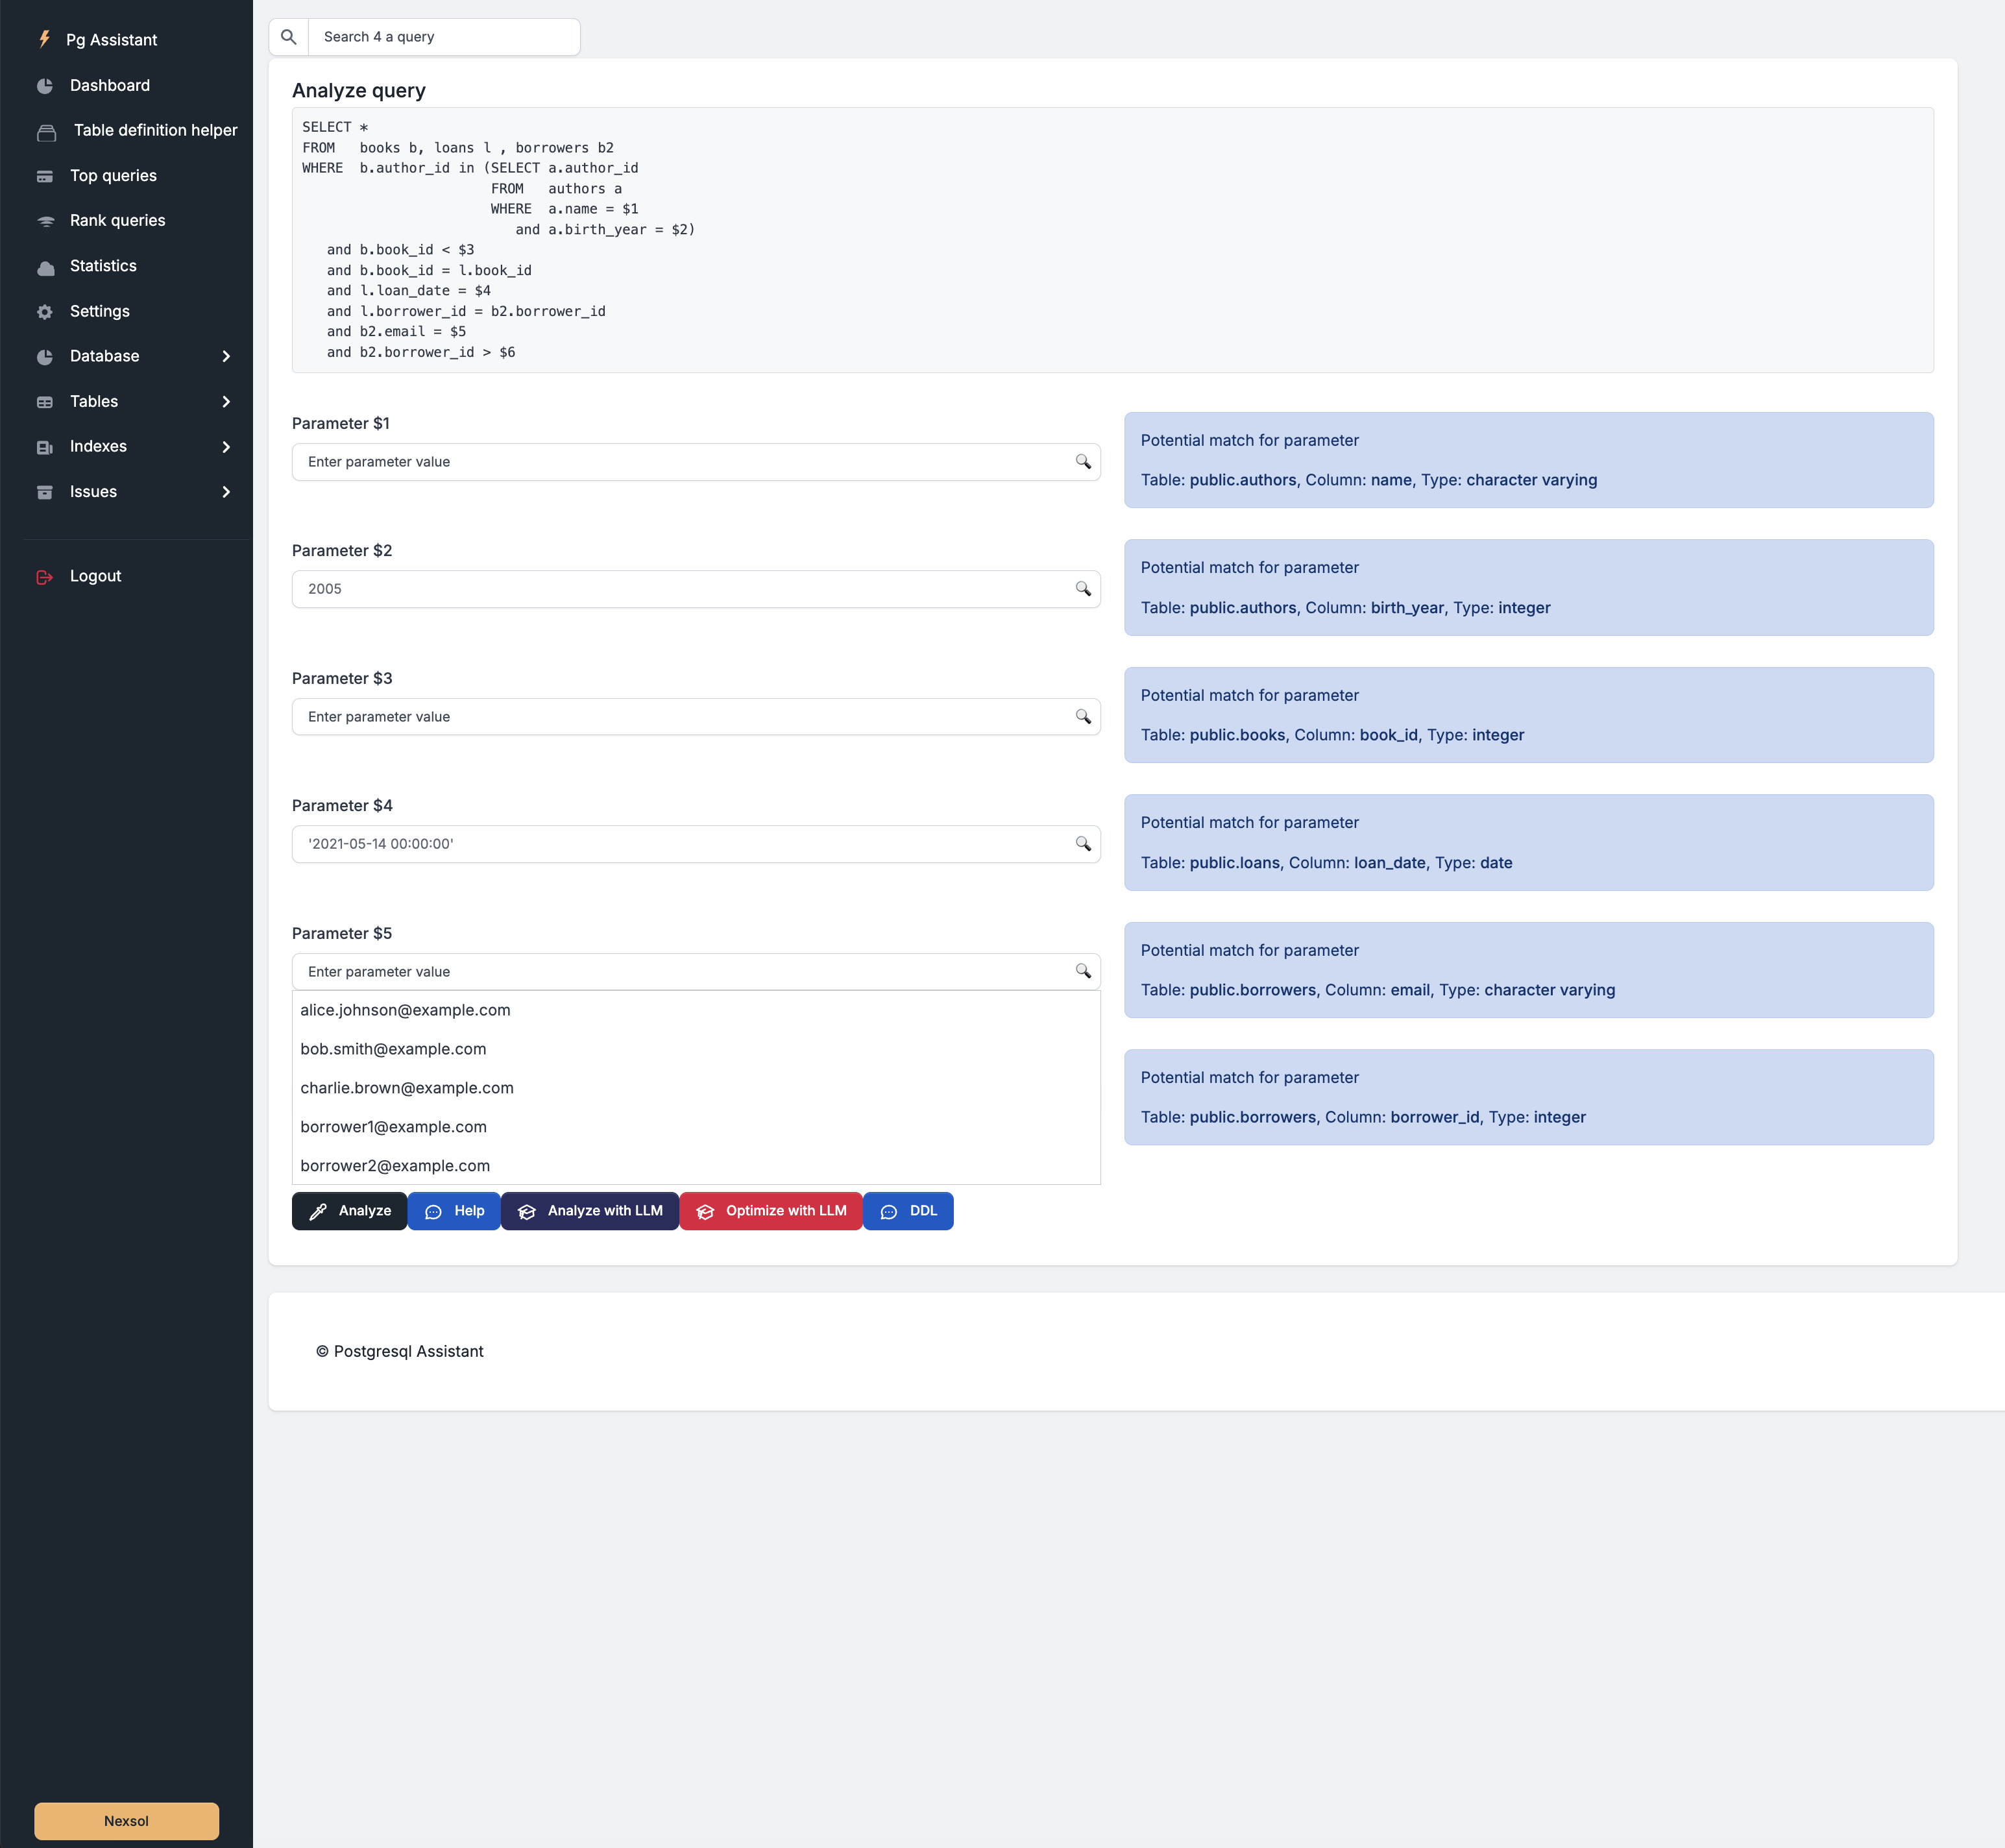 Pg Assistant
Dashboard
Table definition helper
Top queries
Rank queries
Statistics
Settings
Database
Tables
Indexes
Issues
Logout
Nexsol
Search 4 a query
Analyze query
SELECT *
FROM   books b, loans l , borrowers b2
WHERE  b.author_id in (SELECT a.author_id
                       FROM   authors a
                       WHERE  a.name = $1
                          and a.birth_year = $2)
   and b.book_id < $3
   and b.book_id = l.book_id
   and l.loan_date = $4
   and l.borrower_id = b2.borrower_id
   and b2.email = $5
   and b2.borrower_id > $6
Parameter $1
Enter parameter value
Potential match for parameter
Table: public.authors, Column: name, Type: character varying
Parameter $2
2005
Potential match for parameter
Table: public.authors, Column: birth_year, Type: integer
Parameter $3
Enter parameter value
Potential match for parameter
Table: public.books, Column: book_id, Type: integer
Parameter $4
'2021-05-14 00:00:00'
Potential match for parameter
Table: public.loans, Column: loan_date, Type: date
Parameter $5
Enter parameter value
Potential match for parameter
Table: public.borrowers, Column: email, Type: character varying
alice.johnson@example.com
bob.smith@example.com
charlie.brown@example.com
borrower1@example.com
borrower2@example.com
Potential match for parameter
Table: public.borrowers, Column: borrower_id, Type: integer
Analyze Help Analyze with LLM Optimize with LLM DDL
© Postgresql Assistant